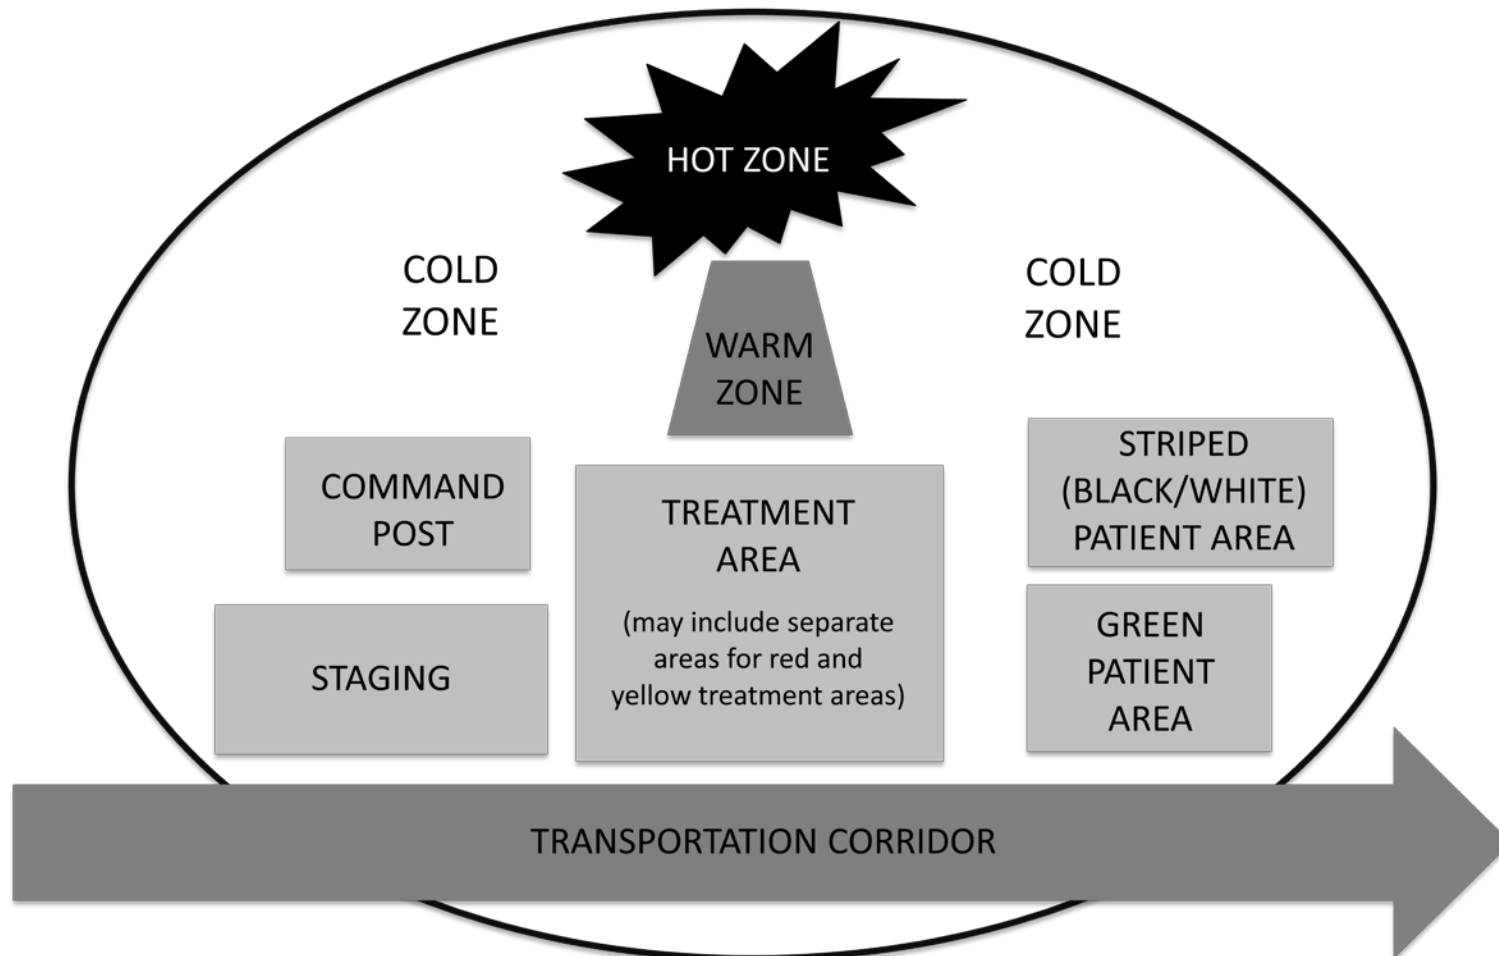 HOT ZONE
COLD
ZONE
COLD
ZONE
WARM
ZONE
COMMAND
POST
TREATMENT
AREA
(may include separate
areas for red and
yellow treatment areas)
STRIPED
(BLACK/WHITE)
PATIENT AREA
STAGING
GREEN
PATIENT
AREA
TRANSPORTATION CORRIDOR